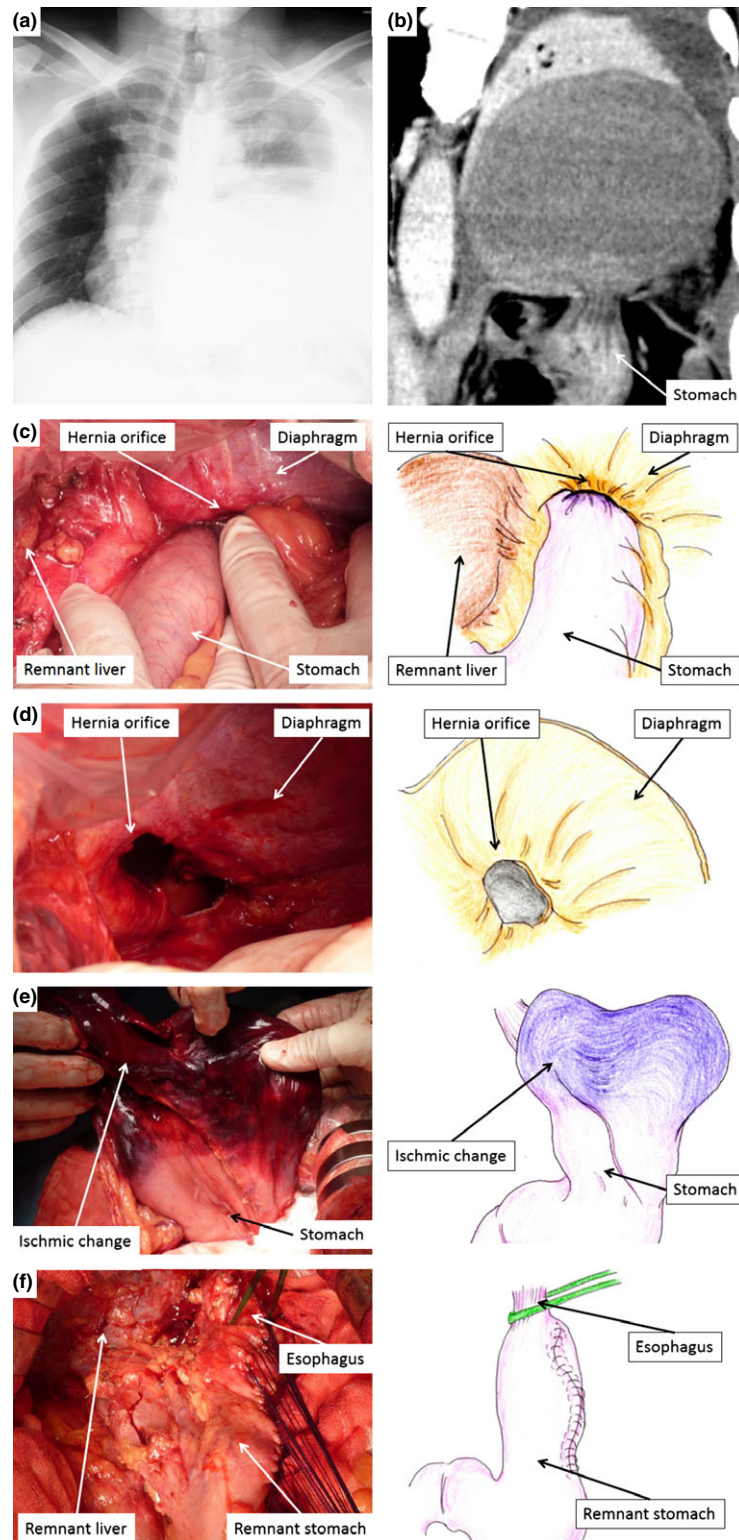 (a)
(b)
Stomach
(c)
Hernia orifice
Diaphragm
Remnant liver
Stomach
Hernia orifice
Diaphragm
Remnant liver
Stomach
(d)
Hernia orifice
Diaphragm
Hernia orifice
Diaphragm
(e)
Ischmic change
Stomach
Ischmic change
Stomach
(f)
Esophagus
Remnant liver
Remnant stomach
Esophagus
Remnant stomach